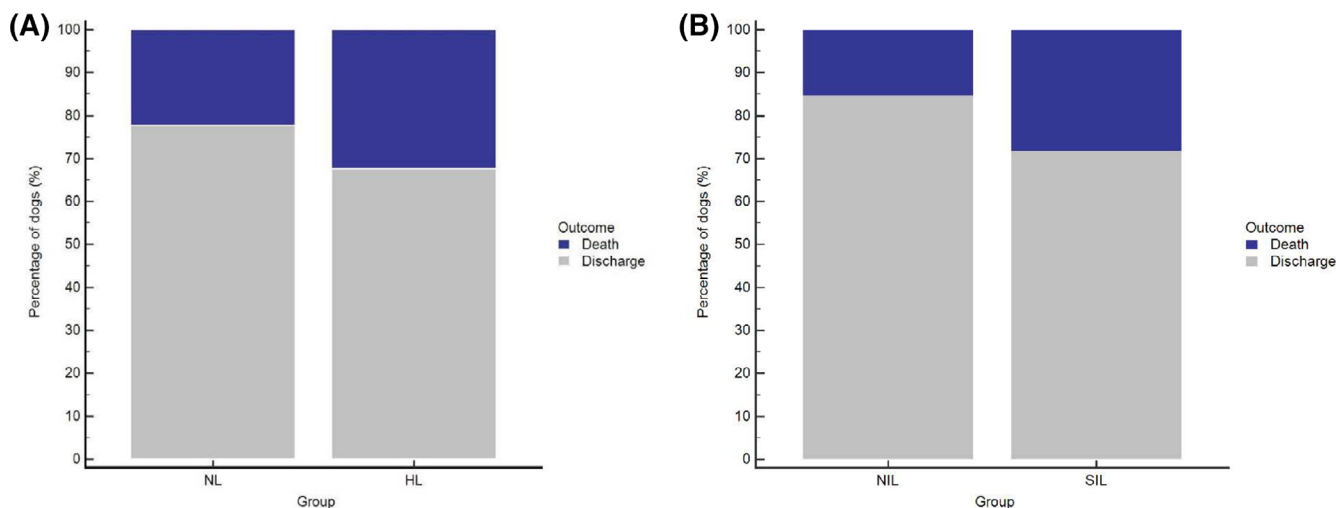 (A)
100
90
80
70
60
50
40
30
20
10
0
Percentage of dogs (%)
NL HL
Group
Outcome
Death
Discharge
(B)
100
90
80
70
60
50
40
30
20
10
0
Percentage of dogs (%)
NIL SIL
Group
Outcome
Death
Discharge